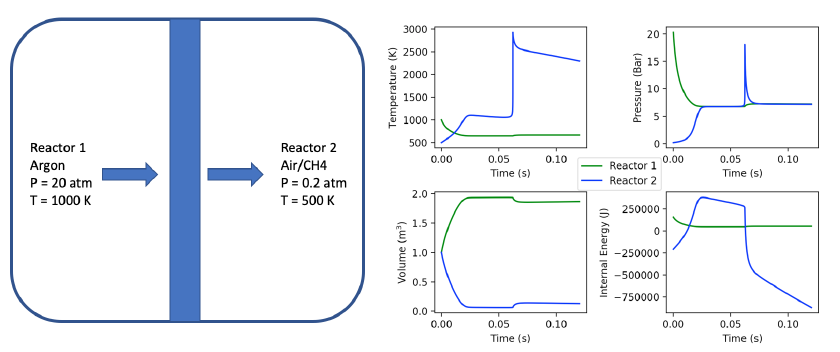 Reactor 1
Argon
P = 20 atm
T = 1000 K
Reactor 2
Air/CH4
P = 0.2 atm
T = 500 K
Temperature (K)
3000
2500
2000
1500
1000
500
0.00 0.05 0.10
Time (s)
Pressure (Bar)
20
15
10
5
0
0.00 0.05 0.10
Time (s)
Reactor 1
Reactor 2
Volume (m³)
2.0
1.5
1.0
0.5
0.0
0.00 0.05 0.10
Time (s)
Internal Energy (J)
250000
0
−250000
−500000
−750000
0.00 0.05 0.10
Time (s)